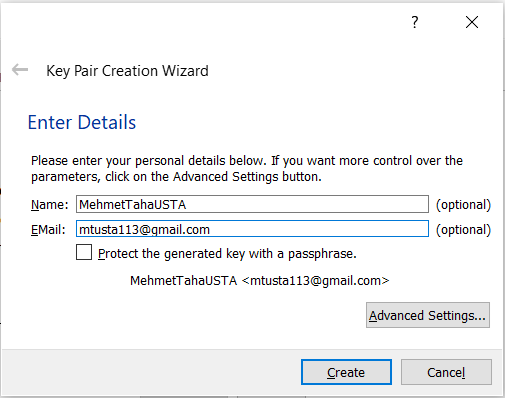 ?
Key Pair Creation Wizard
Enter Details
Please enter your personal details below. If you want more control over the
parameters, click on the Advanced Settings button.
Name: MehmetTahaUSTA (optional)
EMail: mtusta113@gmail.com (optional)
Protect the generated key with a passphrase.
MehmetTahaUSTA <mtusta113@gmail.com>
Advanced Settings...
Create Cancel